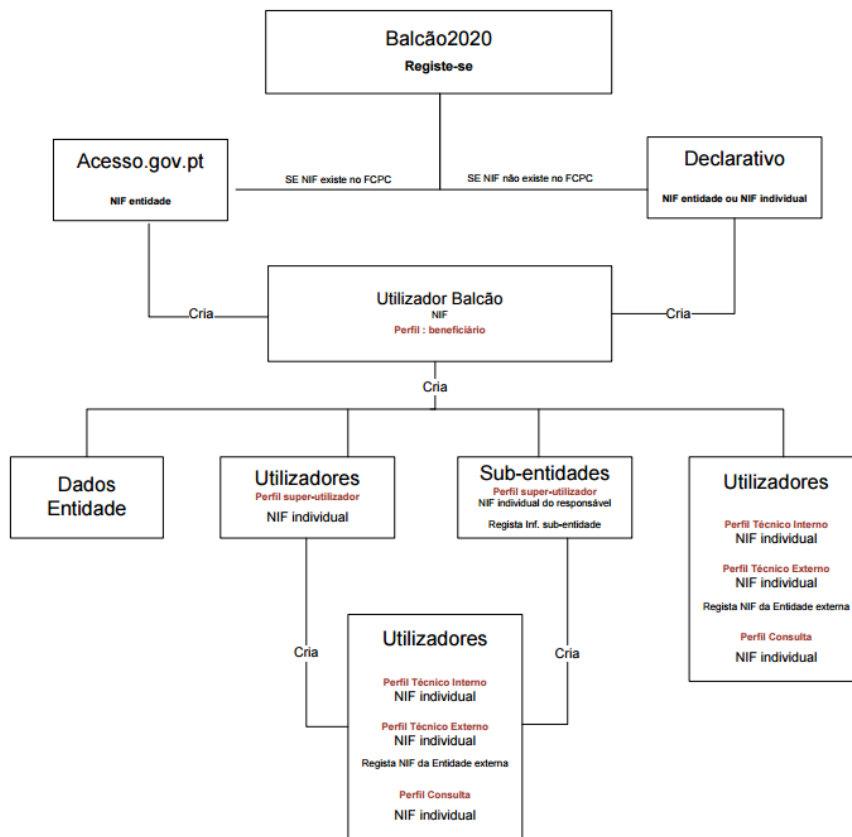 Balcão2020
Registe-se
Acesso.gov.pt
NIF entidade
SE NIF existe no FCPC
SE NIF não existe no FCPC
Declarativo
NIF entidade ou NIF individual
Cria
Utilizador Balcão
NIF
Perfil : beneficiário
Cria
Cria
Dados
Entidade
Utilizadores
Perfil super-utilizador
NIF individual
Sub-entidades
Perfil super-utilizador
NIF individual do responsável
Regista Inf. sub-entidade
Utilizadores
Perfil Técnico Interno
NIF individual
Perfil Técnico Externo
NIF individual
Regista NIF da Entidade externa
Perfil Consulta
NIF individual
Cria
Cria
Utilizadores
Perfil Técnico Interno
NIF individual
Perfil Técnico Externo
NIF individual
Regista NIF da Entidade externa
Perfil Consulta
NIF individual